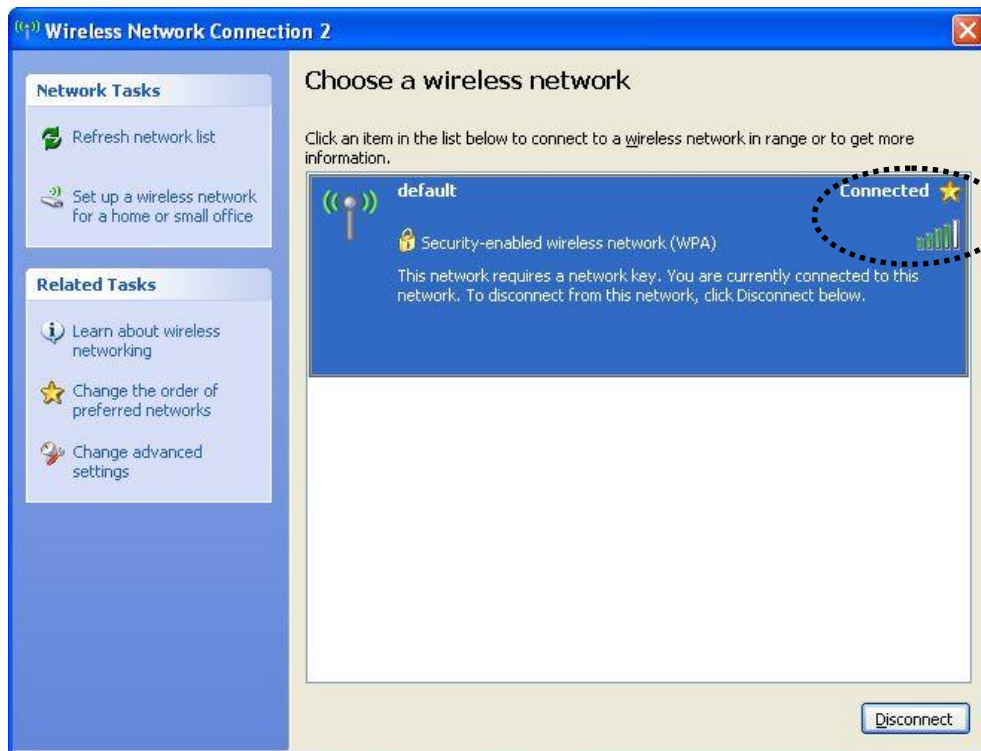 Wireless Network Connection 2
Network Tasks
Refresh network list
Set up a wireless network
for a home or small office
Related Tasks
Learn about wireless
networking
Change the order of
preferred networks
Change advanced
settings
Choose a wireless network
Click an item in the list below to connect to a wireless network in range or to get more
information.
default
Connected
Security-enabled wireless network (WPA)
This network requires a network key. You are currently connected to this
network. To disconnect from this network, click Disconnect below.
Disconnect